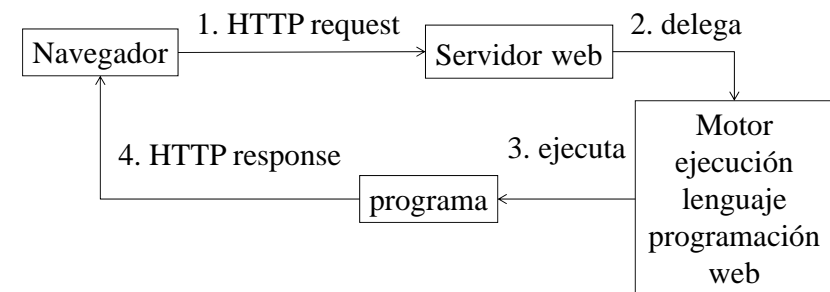 1. HTTP request
2. delega
Navegador
Servidor web
Motor
ejecución
lenguaje
programación
web
4. HTTP response
3. ejecuta
programa